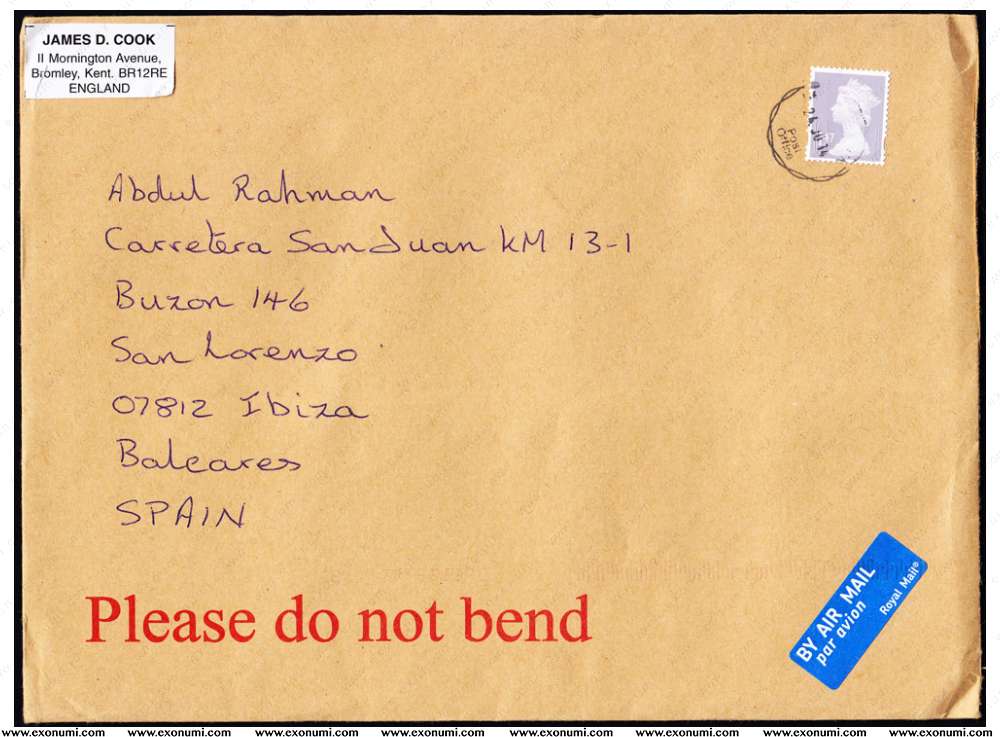 JAMES D. COOK
11 Mornington Avenue,
Bromley, Kent. BR12RE
ENGLAND
Post
Office
Abdul Rahman
Carretera San Juan KM 13-1
Buzon 146
San Lorenzo
07812 Ibiza
Baleares
SPAIN
Please do not bend
BY AIR MAIL
par avion
Royal Mail®
www.exonumi.com www.exonumi.com www.exonumi.com www.exonumi.com www.exonumi.com www.exonumi.com www.exonumi.com www.exonumi.com